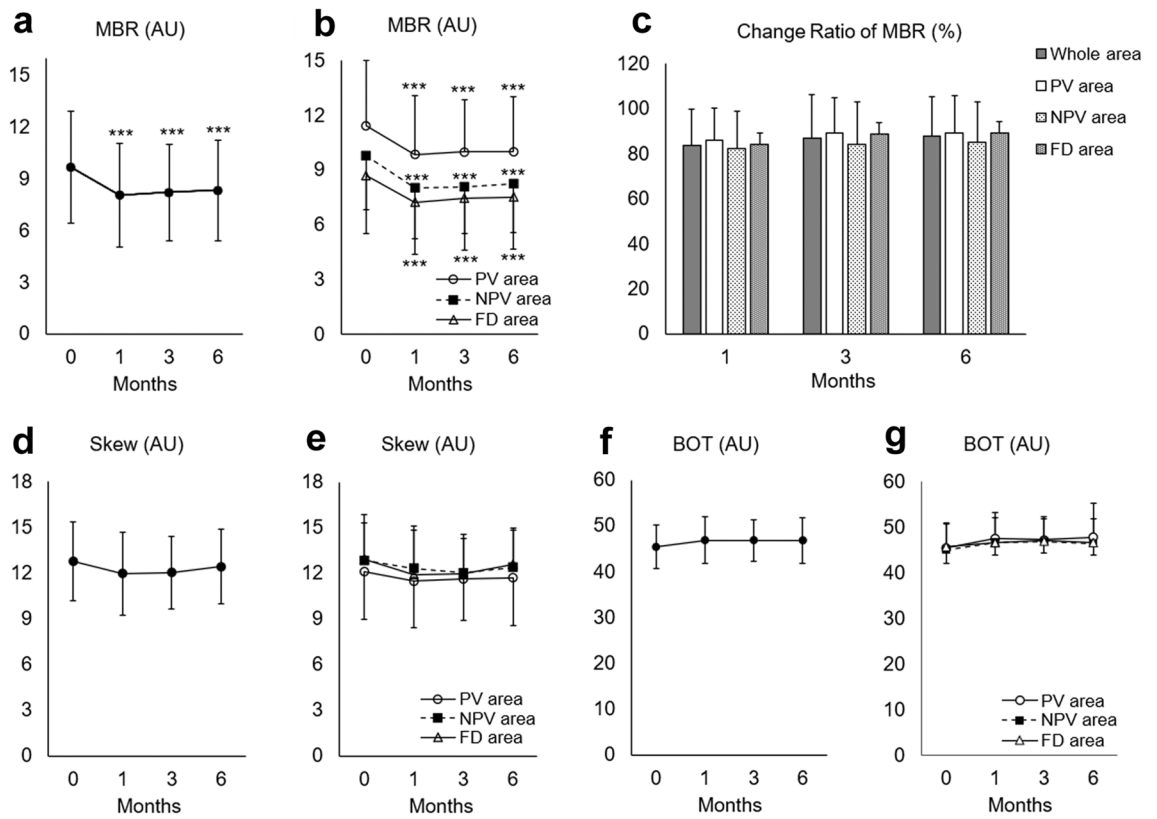 a
MBR (AU)
15
12
9
6
3
0
*** *** ***
0 1 3 6
Months
b
MBR (AU)
15
12
9
6
3
0
*** *** ***
*** *** ***
*** *** ***
PV area
NPV area
FD area
0 1 3 6
Months
c
Change Ratio of MBR (%)
120
100
80
60
40
20
0
Whole area
PV area
NPV area
FD area
1 3 6
Months
d
Skew (AU)
18
15
12
9
6
3
0
0 1 3 6
Months
e
Skew (AU)
18
15
12
9
6
3
0
PV area
NPV area
FD area
0 1 3 6
Months
f
BOT (AU)
60
50
40
30
20
10
0
0 1 3 6
Months
g
BOT (AU)
60
50
40
30
20
10
0
PV area
NPV area
FD area
0 1 3 6
Months